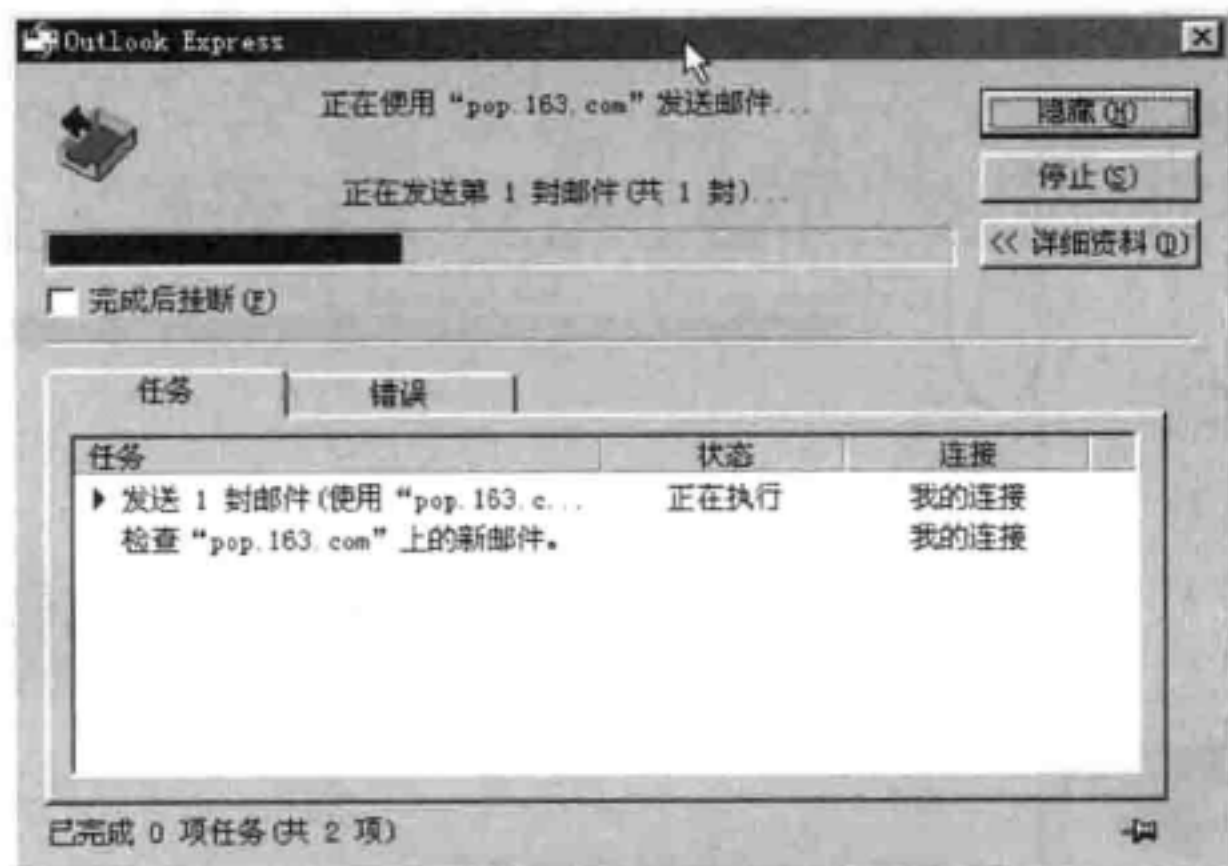 Outlook Express
正在使用“pop.163.com”发送邮件...
隐藏(H)
正在发送第 1 封邮件(共 1 封)...
停止(S)
<< 详细资料(D)
完成后挂断(F)
任务 错误
任务 状态 连接
发送 1 封邮件(使用“pop.163.c... 正在执行 我的连接
检查“pop.163.com”上的新邮件。 我的连接
已完成 0 项任务(共 2 项)